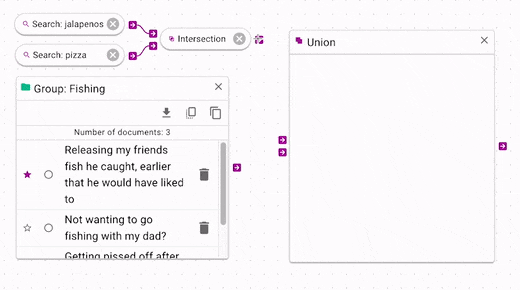 Search: jalapenos
Intersection
Search: pizza
Union
Group: Fishing
Number of documents: 3
Releasing my friends
fish he caught, earlier
that he would have liked
to
Not wanting to go
fishing with my dad?
Getting pissed off after